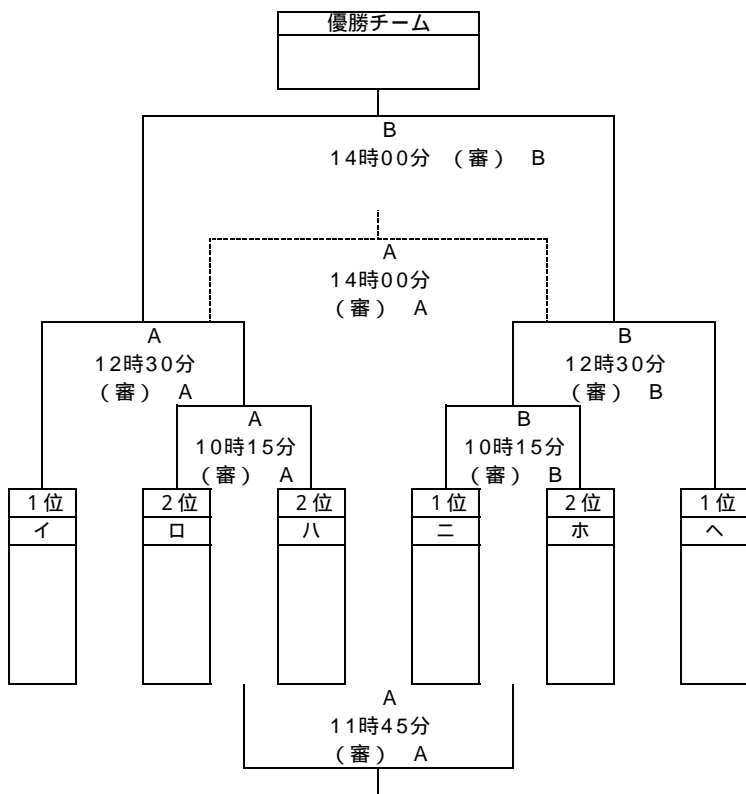 優勝チーム
B
14時00分 （審） B
A
14時00分
（審） A
A
12時30分
（審） A
B
12時30分
（審） B
A
10時15分
（審） A
B
10時15分
（審） B
1位
2位
2位
1位
2位
1位
イ
ロ
ハ
ニ
ホ
ヘ
A
11時45分
（審） A